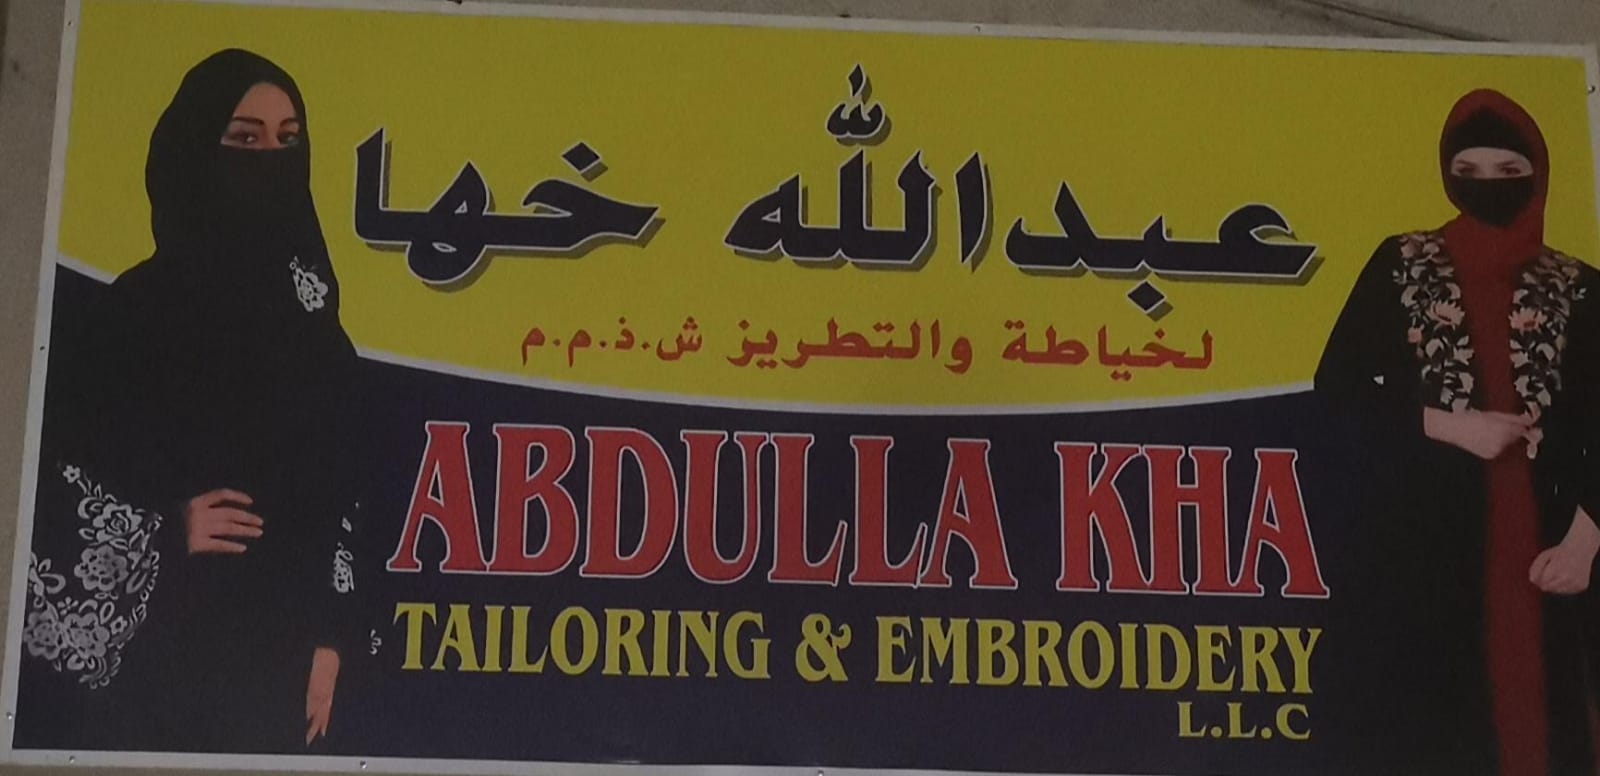 عبدالله خها
لخياطة والتطريز ش.ذ.م.م
ABDULLA KHA
TAILORING & EMBROIDERY
L.L.C